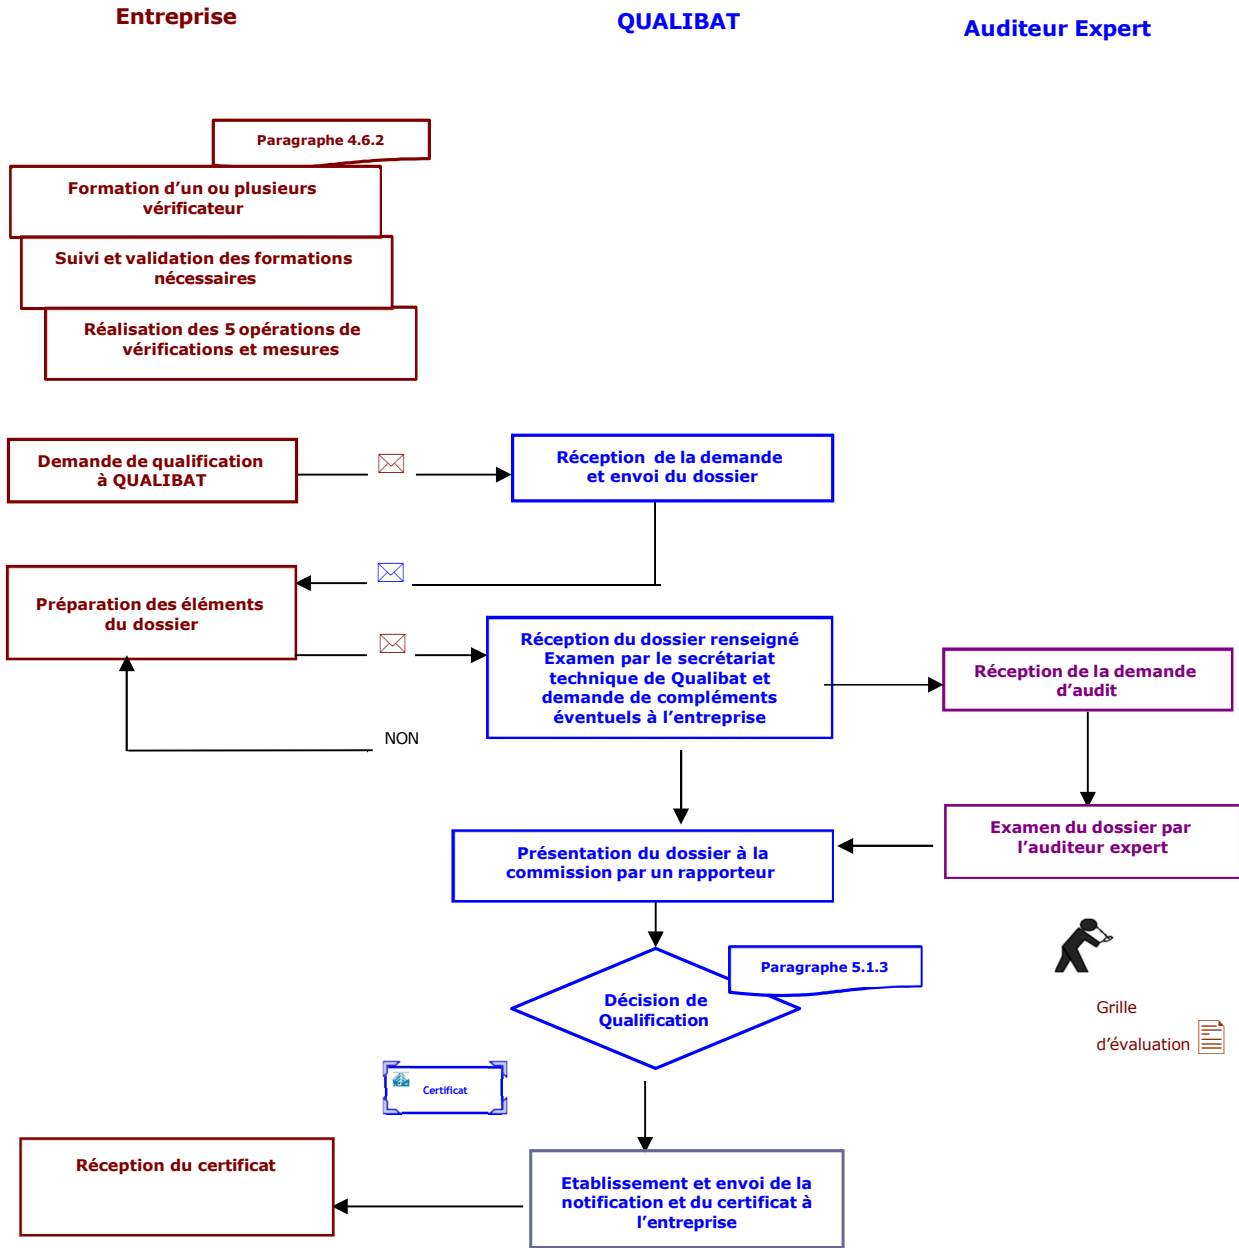 Entreprise
QUALIBAT
Auditeur Expert
Paragraphe 4.6.2
Formation d’un ou plusieurs
vérificateur
Suivi et validation des formations
nécessaires
Réalisation des 5 opérations de
vérifications et mesures
Demande de qualification
à QUALIBAT
Réception de la demande
et envoi du dossier
Préparation des éléments
du dossier
Réception du dossier renseigné
Examen par le secrétariat
technique de Qualibat et
demande de compléments
éventuels à l’entreprise
Réception de la demande
d’audit
NON
Présentation du dossier à la
commission par un rapporteur
Examen du dossier par
l’auditeur expert
Paragraphe 5.1.3
Décision de
Qualification
Grille
d’évaluation
Certificat
Réception du certificat
Etablissement et envoi de la
notification et du certificat à
l’entreprise